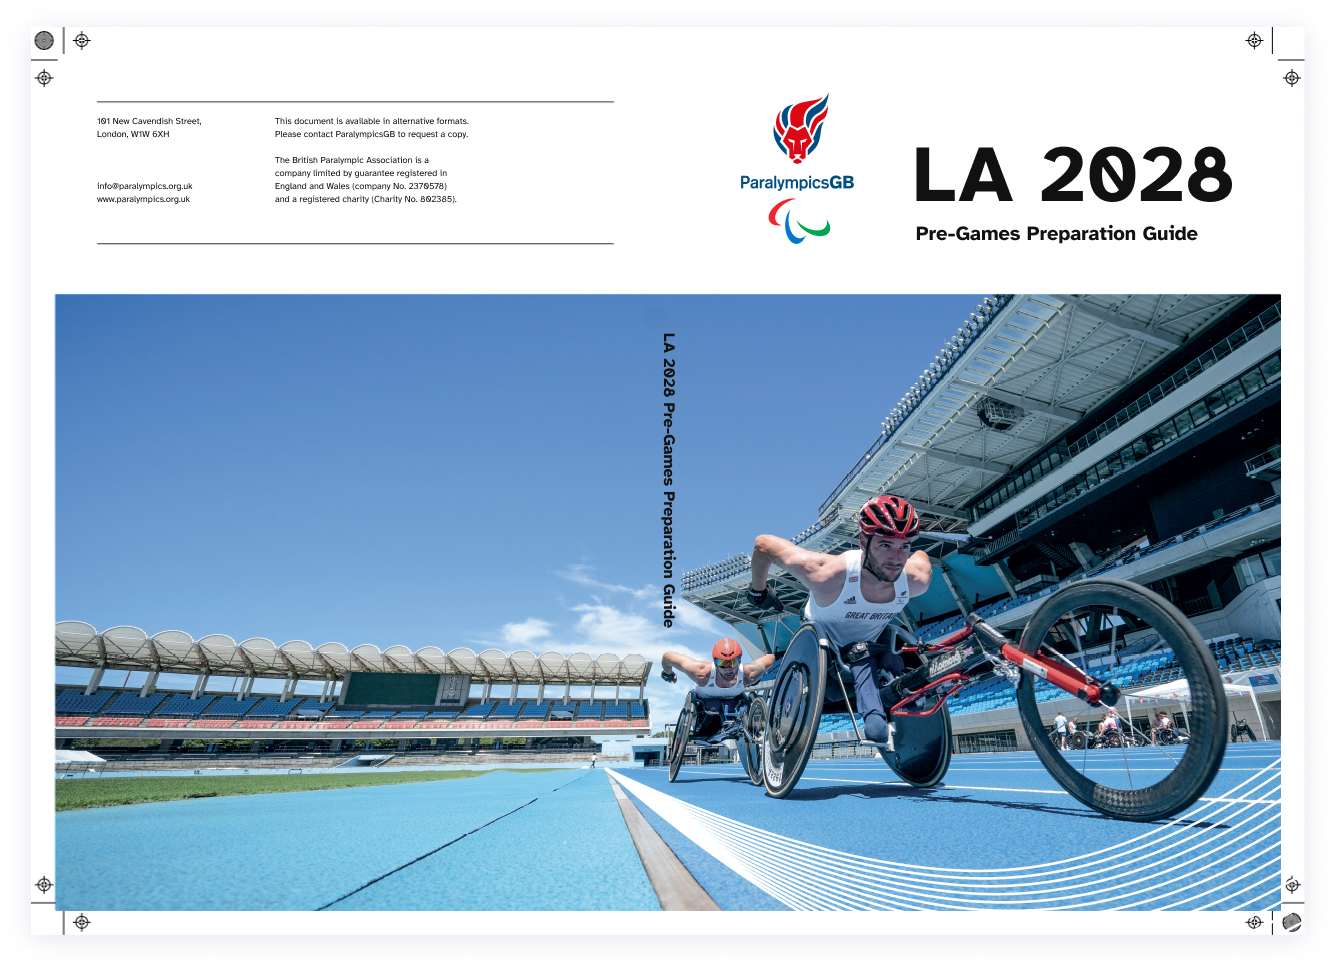 101 New Cavendish Street,
London, W1W 6XH
info@paralympics.org.uk
www.paralympics.org.uk
This document is available in alternative formats.
Please contact ParalympicsGB to request a copy.
The British Paralympic Association is a
company limited by guarantee registered in
England and Wales (company No. 2370578)
and a registered charity (Charity No. 802385).
ParalympicsGB
LA 2028
Pre-Games Preparation Guide
LA 2028 Pre-Games Preparation Guide
GREAT BRITAIN